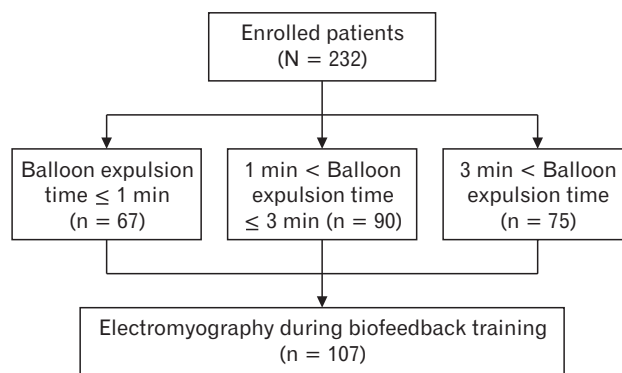 Enrolled patients
(N = 232)
Balloon expulsion
time ≤ 1 min
(n = 67)
1 min < Balloon
expulsion time
≤ 3 min (n = 90)
3 min < Balloon
expulsion time
(n = 75)
Electromyography during biofeedback training
(n = 107)